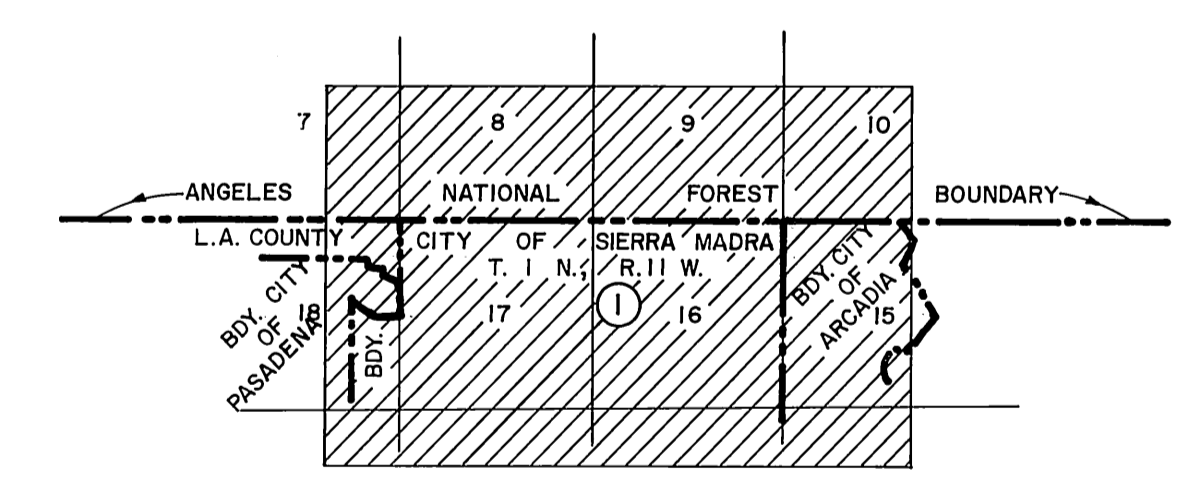 7 8 9 10
ANGELES NATIONAL FOREST BOUNDARY
L.A. COUNTY CITY OF SIERRA MADRA
T. 1 N., R. 11 W.
BDY. CITY
OF
PASADENA
18
BDY.
17
1
16
BDY. CITY
OF
ARCADIA
15